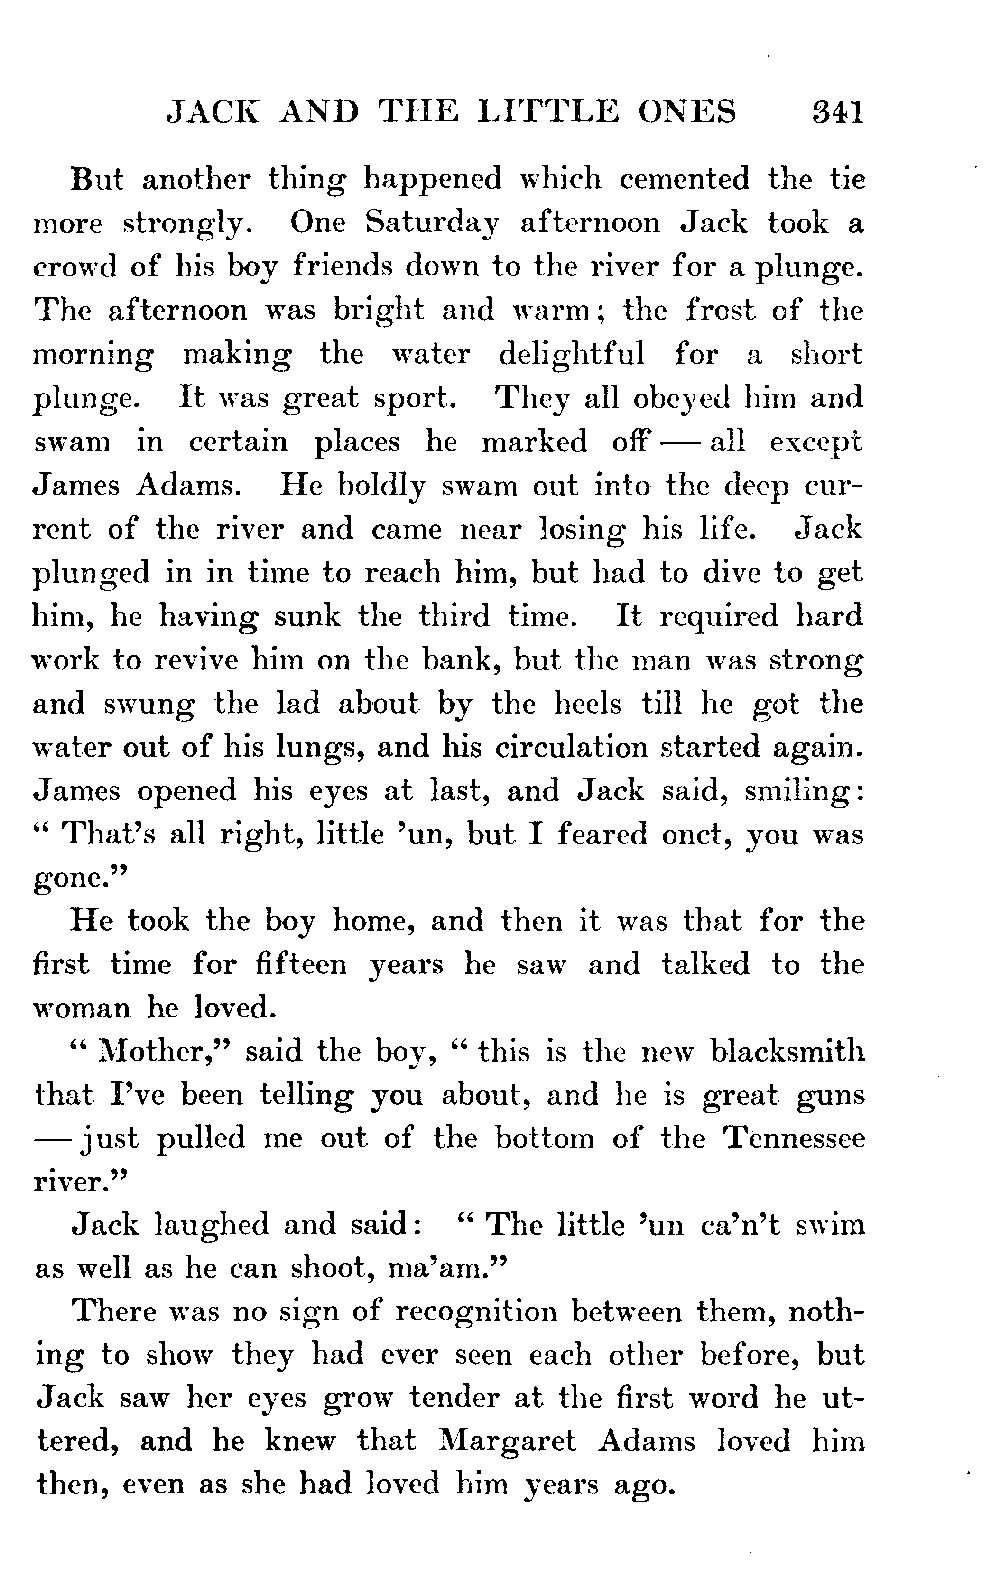 JACK AND THE LITTLE ONES 341
But another thing happened which cemented the tie
more strongly. One Saturday afternoon Jack took a
crowd of his boy friends down to the river for a plunge.
The afternoon was bright and warm; the frost of the
morning making the water delightful for a short
plunge. It was great sport. They all obeyed him and
swam in certain places he marked off — all except
James Adams. He boldly swam out into the deep cur-
rent of the river and came near losing his life. Jack
plunged in in time to reach him, but had to dive to get
him, he having sunk the third time. It required hard
work to revive him on the bank, but the man was strong
and swung the lad about by the heels till he got the
water out of his lungs, and his circulation started again.
James opened his eyes at last, and Jack said, smiling:
“ That’s all right, little ’un, but I feared onct, you was
gone.”
He took the boy home, and then it was that for the
first time for fifteen years he saw and talked to the
woman he loved.
“ Mother,” said the boy, “ this is the new blacksmith
that I’ve been telling you about, and he is great guns
— just pulled me out of the bottom of the Tennessee
river.”
Jack laughed and said: “ The little ’un ca’n’t swim
as well as he can shoot, ma’am.”
There was no sign of recognition between them, noth-
ing to show they had ever seen each other before, but
Jack saw her eyes grow tender at the first word he ut-
tered, and he knew that Margaret Adams loved him
then, even as she had loved him years ago.